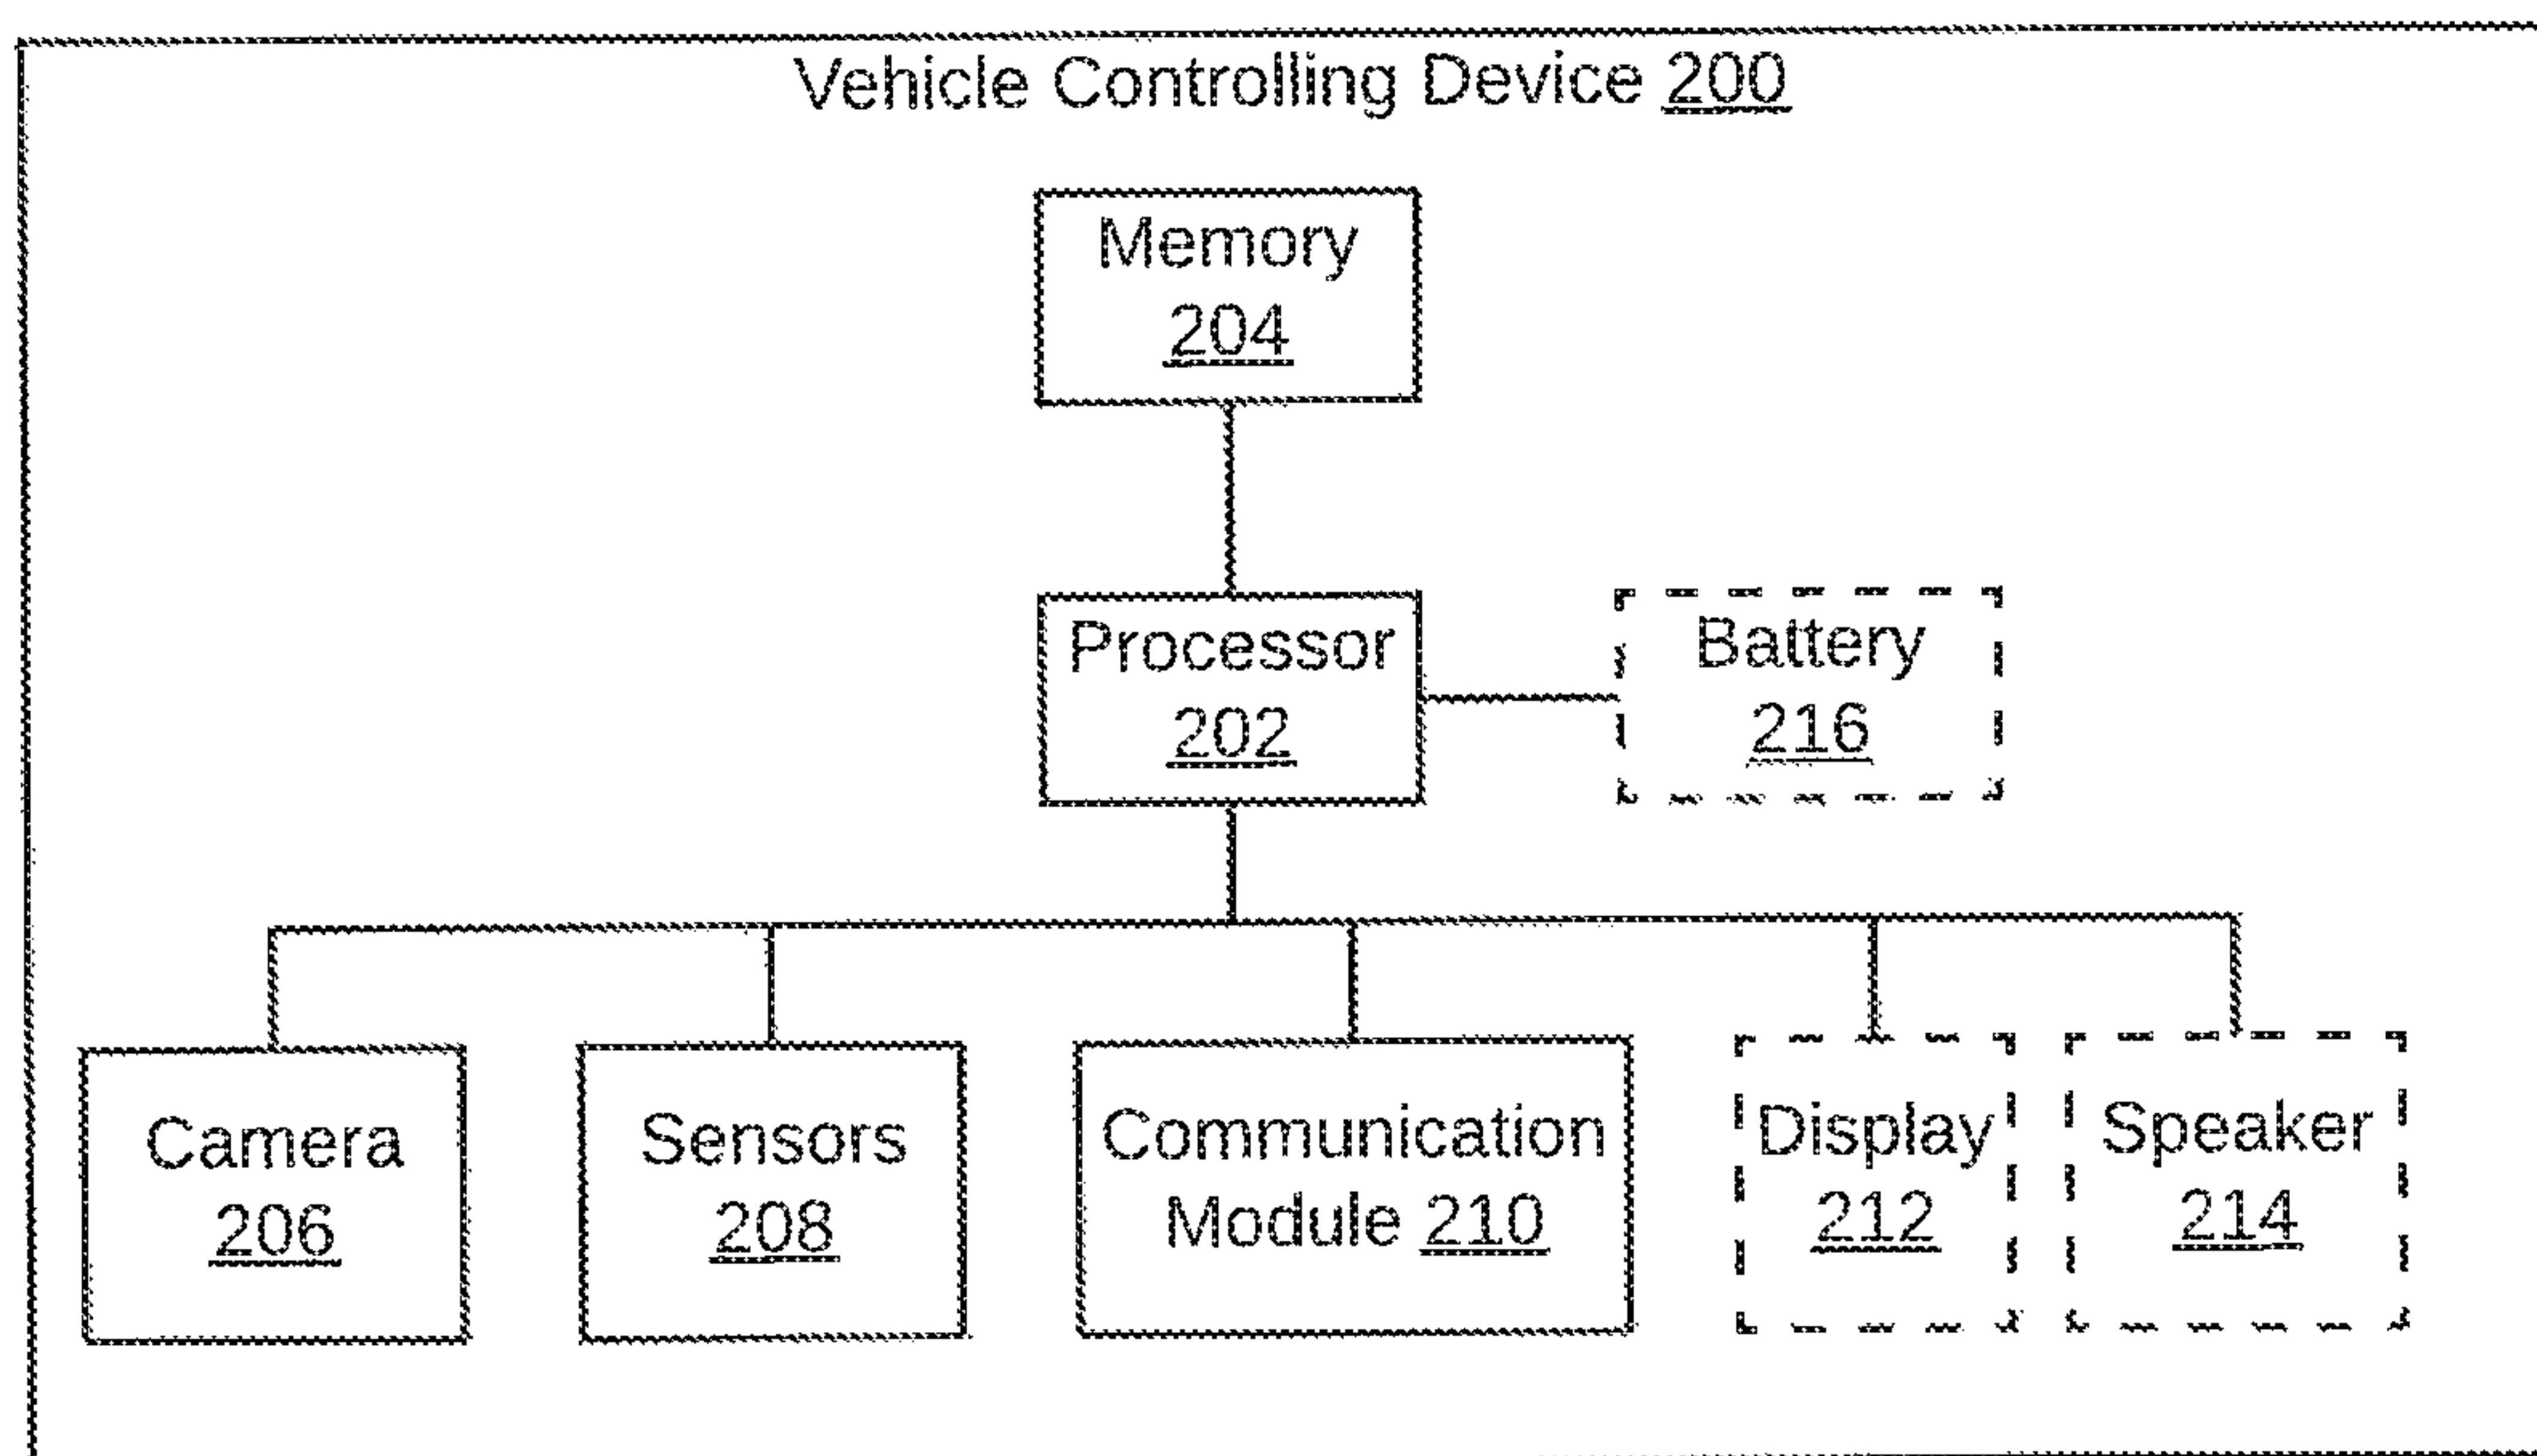 Vehicle Controlling Device 200
Memory
204
Processor
202
Battery
216
Camera
206
Sensors
208
Communication
Module 210
Display
212
Speaker
214